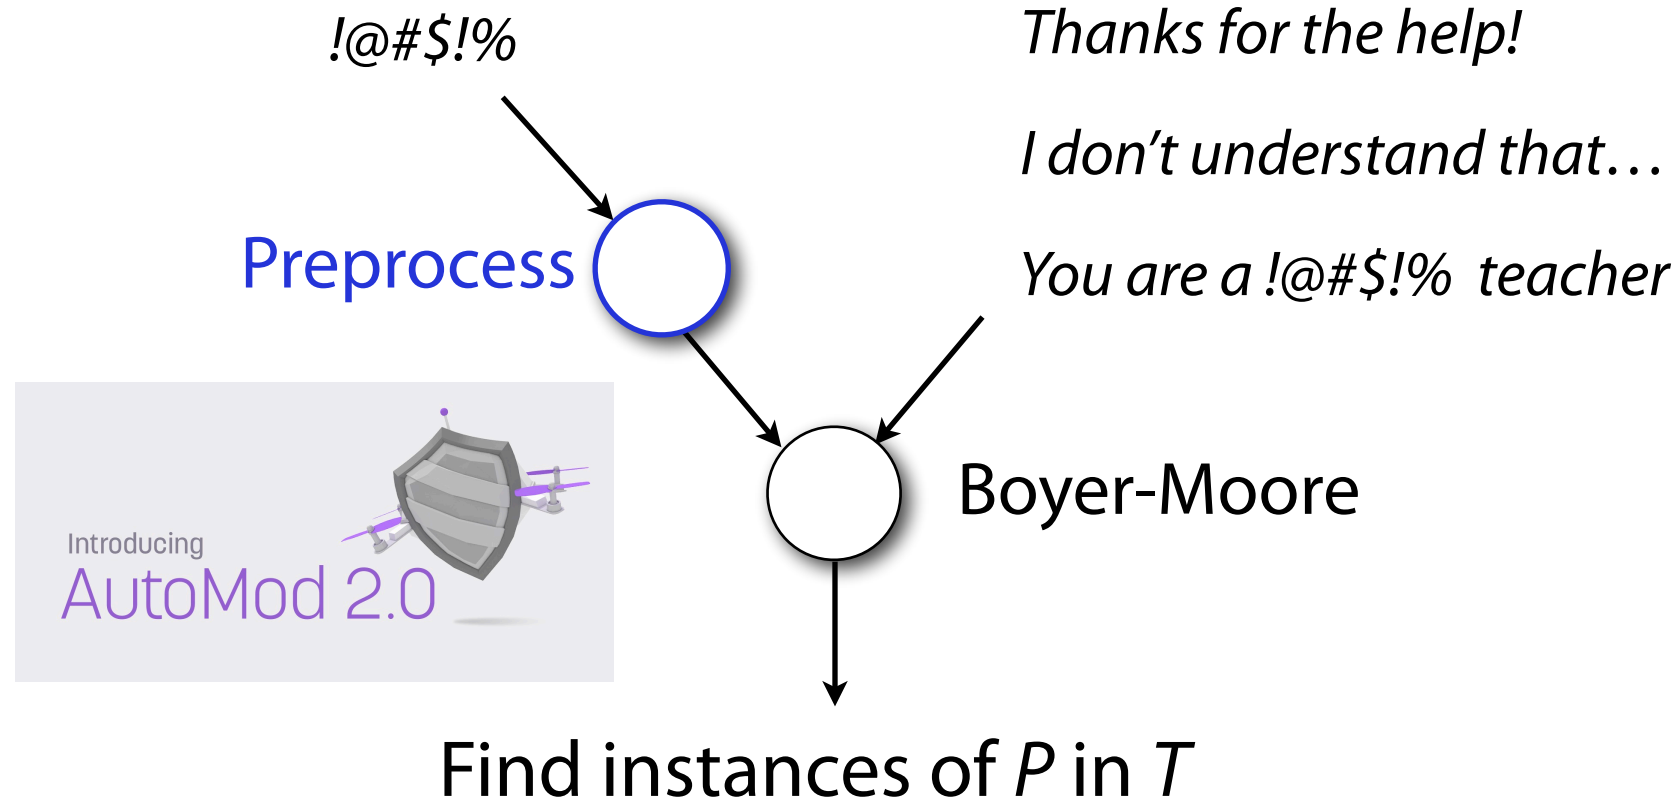 !@#$!%
Thanks for the help!
I don’t understand that…
You are a !@#$!% teacher
Preprocess
Boyer-Moore
Introducing
AutoMod 2.0
Find instances of P in T